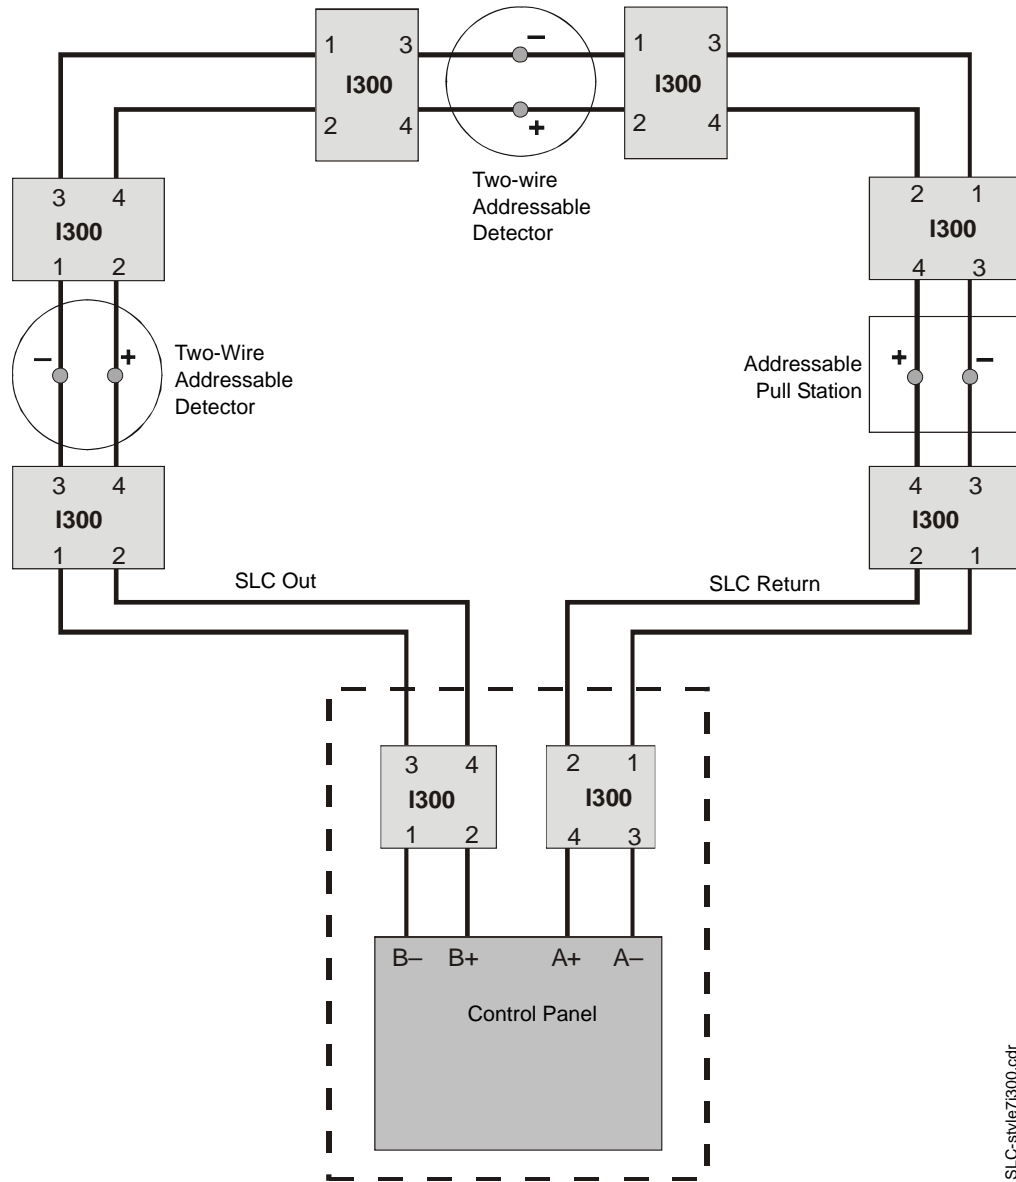 1 3
I300
2 4
–
+
1 3
I300
2 4
Two-wire
Addressable
Detector
3 4
I300
1 2
2 1
I300
4 3
– +
Two-Wire
Addressable
Detector
Addressable
Pull Station
+ –
3 4
I300
1 2
4 3
I300
2 1
SLC Out
SLC Return
3 4
I300
1 2
2 1
I300
4 3
B– B+ A+ A–
Control Panel
SLC-style7i300.cdr